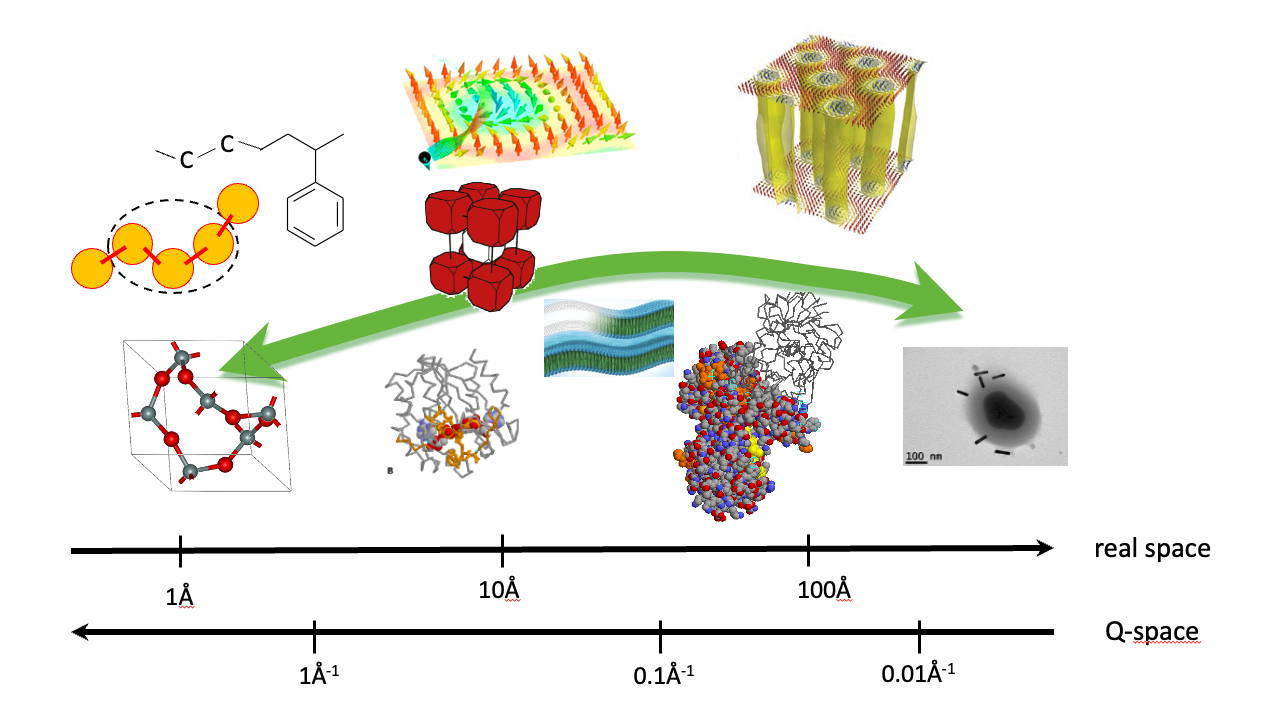 C
C
B
100 nm
real space
1Å
10Å
100Å
Q-space
1Å-1
0.1Å-1
0.01Å-1